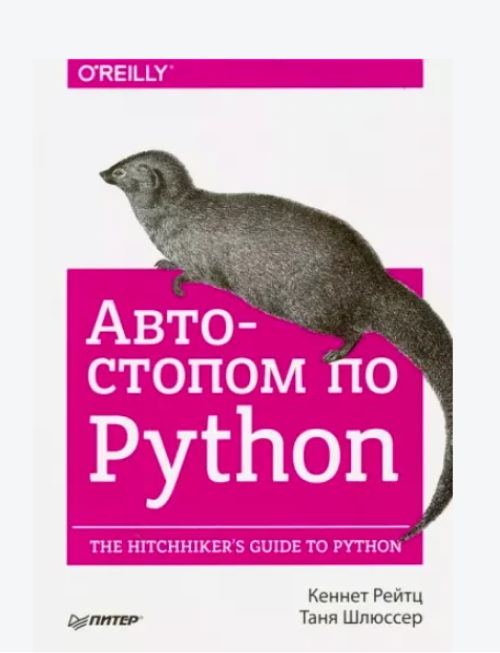 O'REILLY®
Авто-
стопом по
Python
THE HITCHHIKER'S GUIDE TO PYTHON
Кеннет Рейтц
Таня Шлюссер
ПИТЕР®